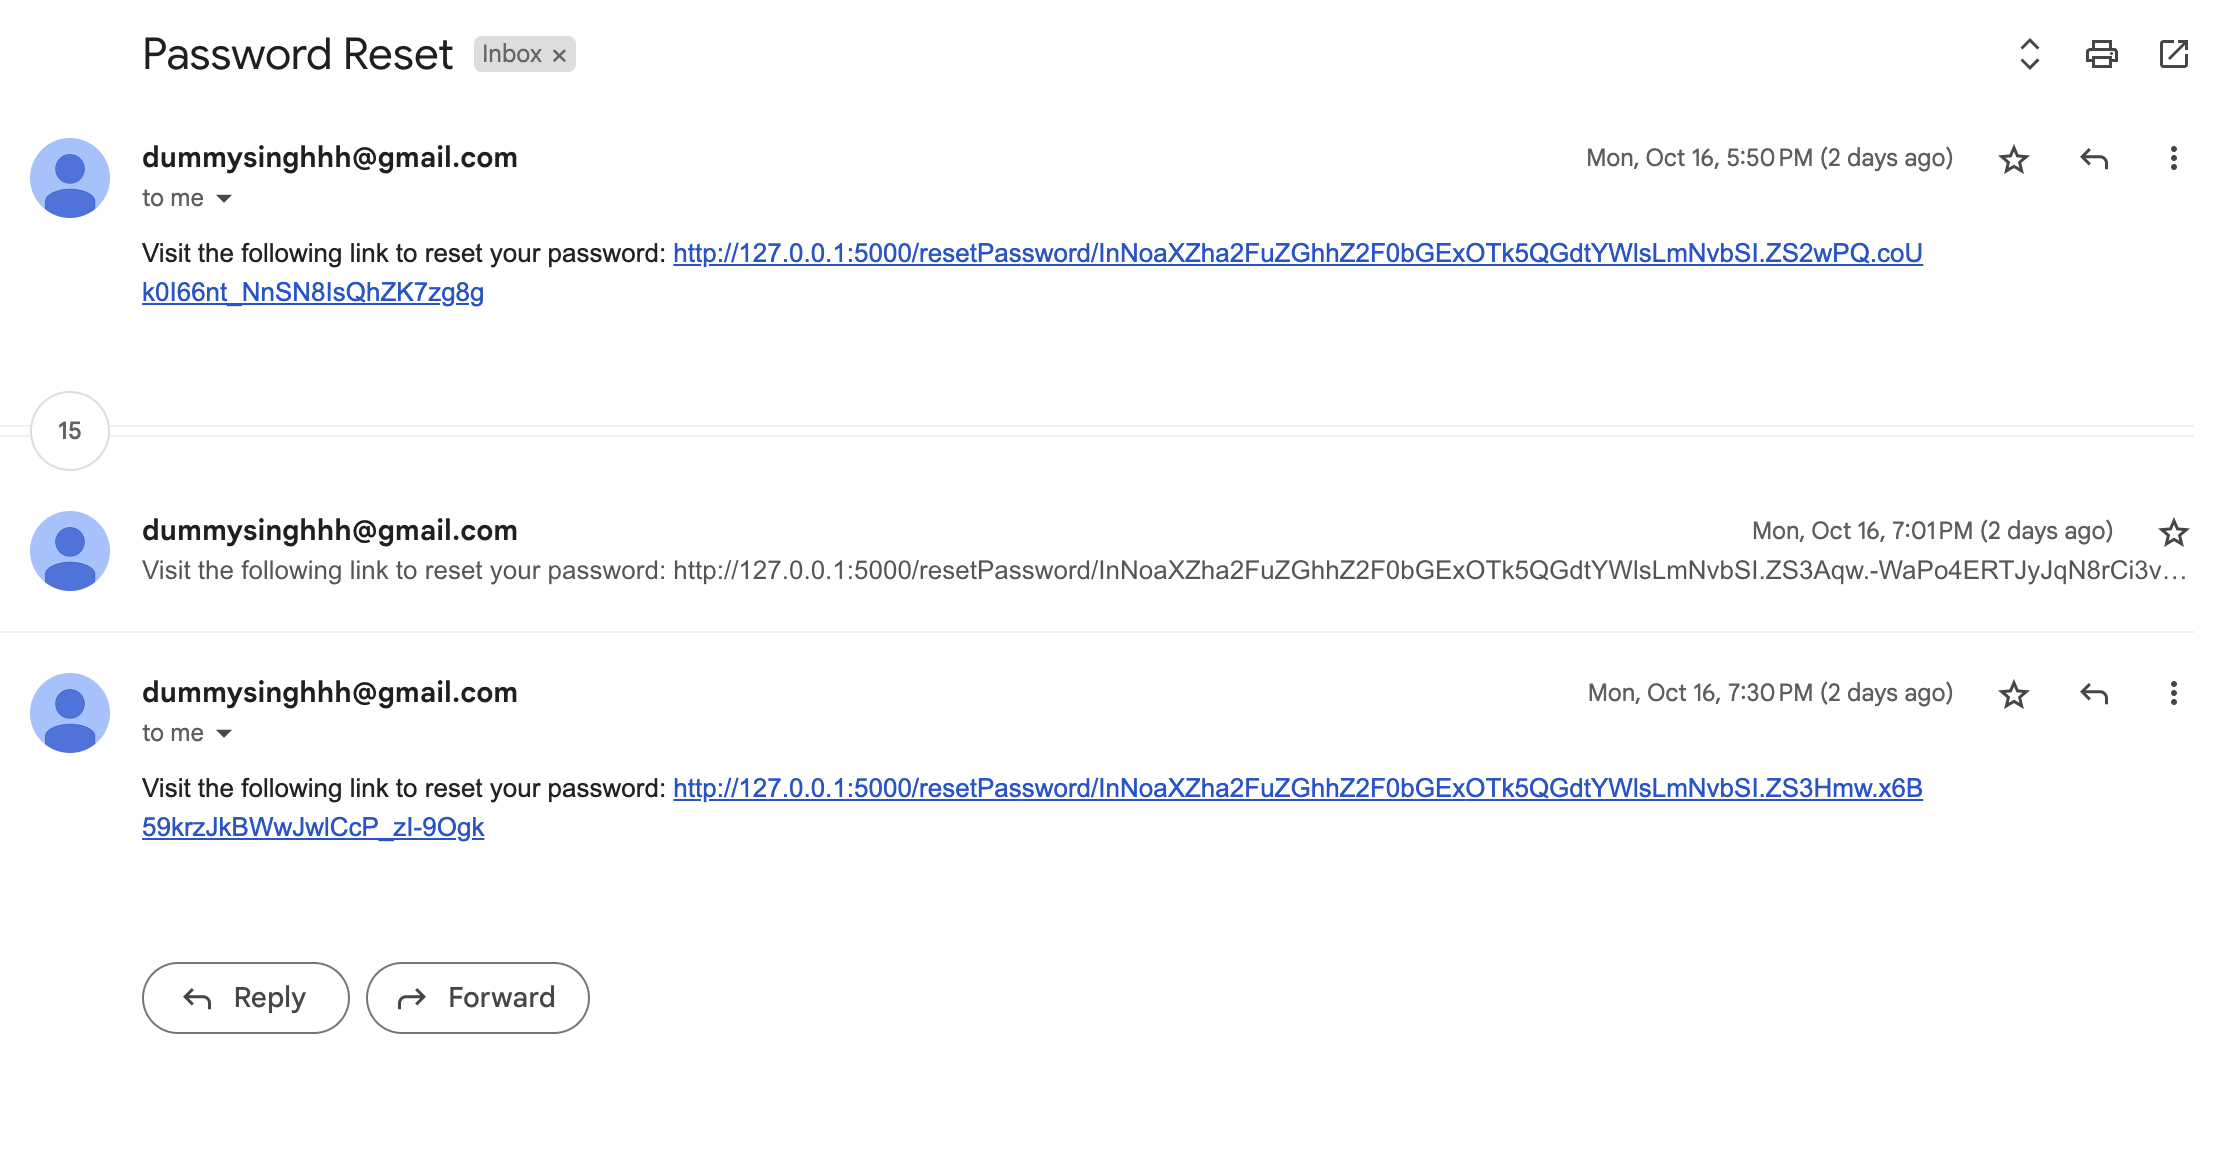 Password Reset Inbox ×
dummysinghhh@gmail.com Mon, Oct 16, 5:50 PM (2 days ago)
to me
Visit the following link to reset your password: http://127.0.0.1:5000/resetPassword/InNoaXZha2FuZGhhZ2F0bGExOTk5QGdtYWlsLmNvbSI.ZS2wPQ.coU
k0I66nt_NnSN8IsQhZK7zg8g
15
dummysinghhh@gmail.com Mon, Oct 16, 7:01 PM (2 days ago)
Visit the following link to reset your password: http://127.0.0.1:5000/resetPassword/InNoaXZha2FuZGhhZ2F0bGExOTk5QGdtYWlsLmNvbSI.ZS3Aqw.-WaPo4ERTJyJqN8rCi3v…
dummysinghhh@gmail.com Mon, Oct 16, 7:30 PM (2 days ago)
to me
Visit the following link to reset your password: http://127.0.0.1:5000/resetPassword/InNoaXZha2FuZGhhZ2F0bGExOTk5QGdtYWlsLmNvbSI.ZS3Hmw.x6B
59krzJkBWwJwlCcP_zI-9Ogk
Reply Forward